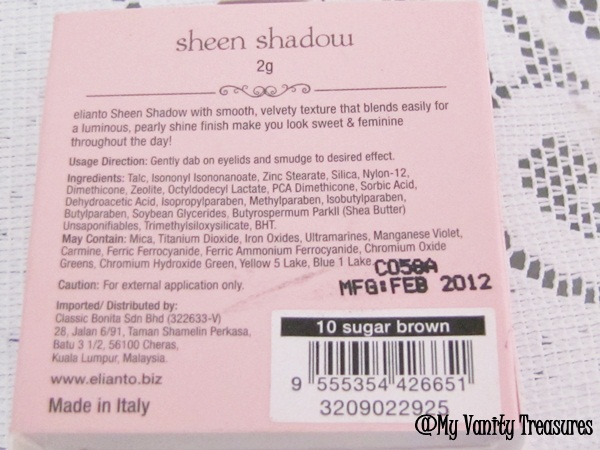 sheen shadow
2g
elianto Sheen Shadow with smooth, velvety texture that blends easily for
a luminous, pearly shine finish make you look sweet & feminine
throughout the day!
Usage Direction: Gently dab on eyelids and smudge to desired effect.
Ingredients: Talc, Isononyl Isononanoate, Zinc Stearate, Silica, Nylon-12,
Dimethicone, Zeolite, Octyldodecyl Lactate, PCA Dimethicone, Sorbic Acid,
Dehydroacetic Acid, Isopropylparaben, Methylparaben, Isobutylparaben,
Butylparaben, Soybean Glycerides, Butyrospermum Parkll (Shea Butter)
Unsaponifiables, Trimethylsiloxysilicate, BHT.
May Contain: Mica, Titanium Dioxide, Iron Oxides, Ultramarines, Manganese Violet,
Carmine, Ferric Ferrocyanide, Ferric Ammonium Ferrocyanide, Chromium Oxide
Greens, Chromium Hydroxide Green, Yellow 5 Lake, Blue 1 Lake.
C058A
MFG:FEB 2012
Caution: For external application only.
Imported/ Distributed by:
Classic Bonita Sdn Bhd (322633-V)
28, Jalan 6/91, Taman Shamelin Perkasa,
Batu 3 1/2, 56100 Cheras,
Kuala Lumpur, Malaysia.
www.elianto.biz
Made in Italy
10 sugar brown
9 555354 426651
3209022925
@My Vanity Treasures